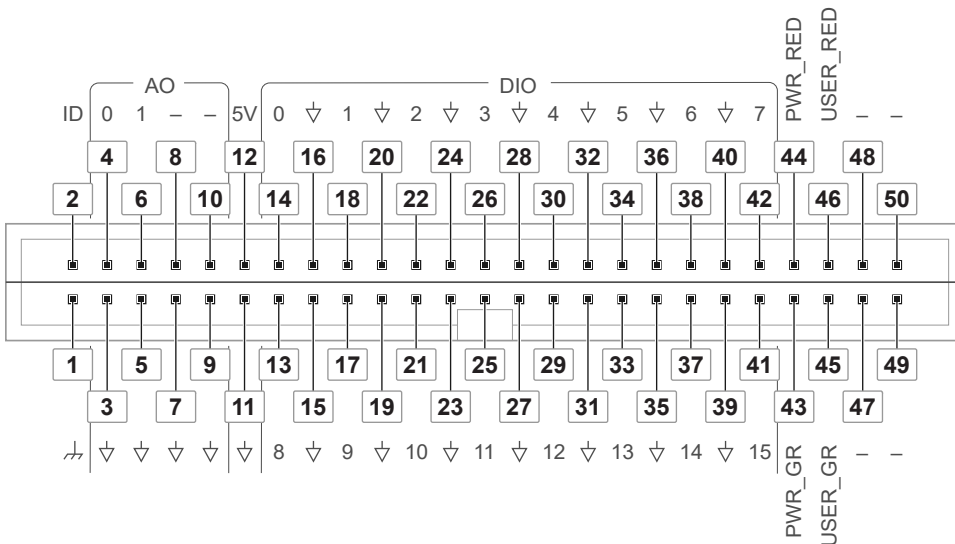 AO DIO PWR_RED USER_RED
ID 0 1 – – 5V 0 1 2 3 4 5 6 7 – –
4 8 12 16 20 24 28 32 36 40 44 48
2 6 10 14 18 22 26 30 34 38 42 46 50
1 5 9 13 17 21 25 29 33 37 41 45 49
3 7 11 15 19 23 27 31 35 39 43 47
8 9 10 11 12 13 14 15 – –
PWR_GR USER_GR